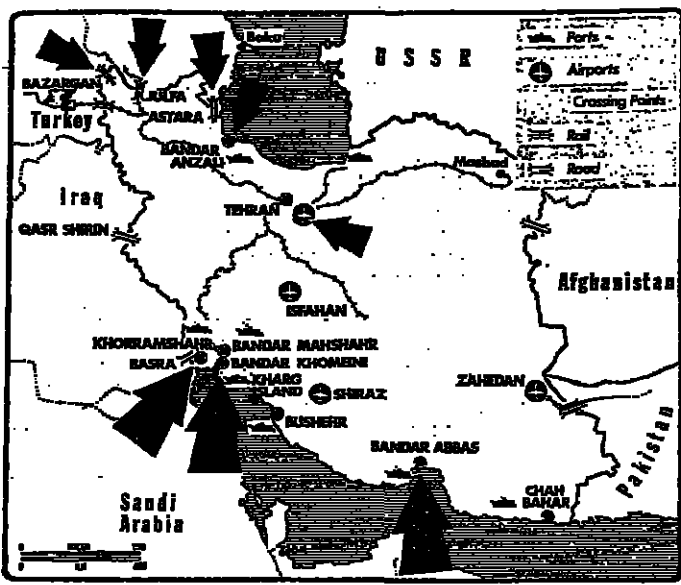 Baku
USSR
Ports
Airports
Crossing Points
Rail
Road
BAZARGAN
JULFA
ASTARA
Turkey
BANDAR
ANZALI
Mashad
Iraq
TEHRAN
QASR SHIRIN
Afghanistan
ISFAHAN
KHORRAMSHAHR
BANDAR MAHSHAHR
BASRA
BANDAR KHOMEINI
KHARG
ISLAND
SHIRAZ
ZAHEDAN
BUSHEHR
BANDAR ABBAS
Pakistan
CHAH
BAHAR
Saudi
Arabia